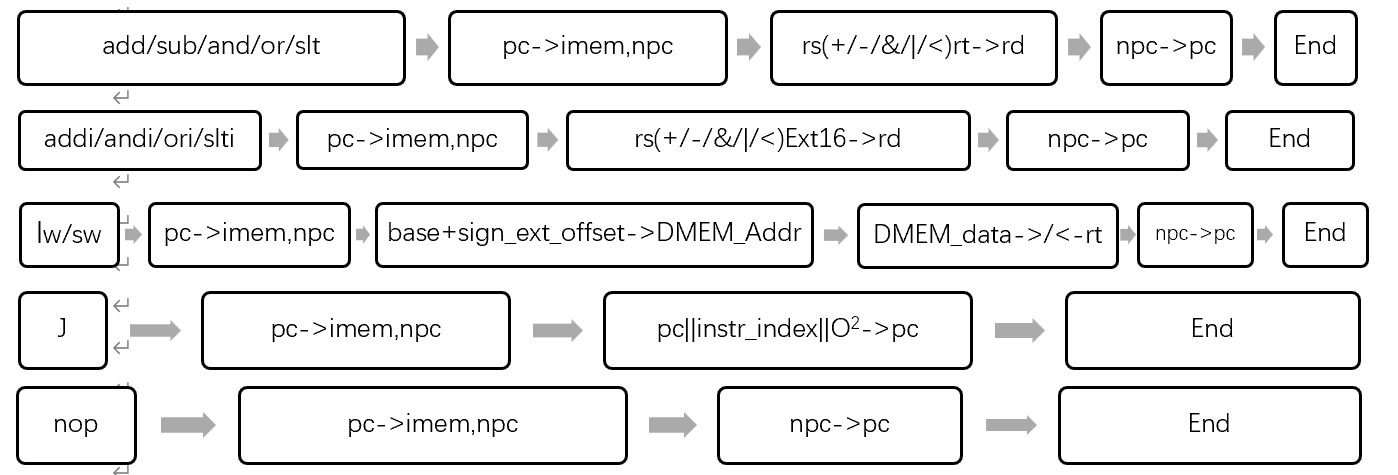 add/sub/and/or/slt pc->imem,npc rs(+/-/&/|/<)rt->rd npc->pc End
addi/andi/ori/slti pc->imem,npc rs(+/-/&/|/<)Ext16->rd npc->pc End
lw/sw pc->imem,npc base+sign_ext_offset->DMEM_Addr DMEM_data->/<-rt npc->pc End
J pc->imem,npc pc||instr_index||O² ->pc End
nop pc->imem,npc npc->pc End